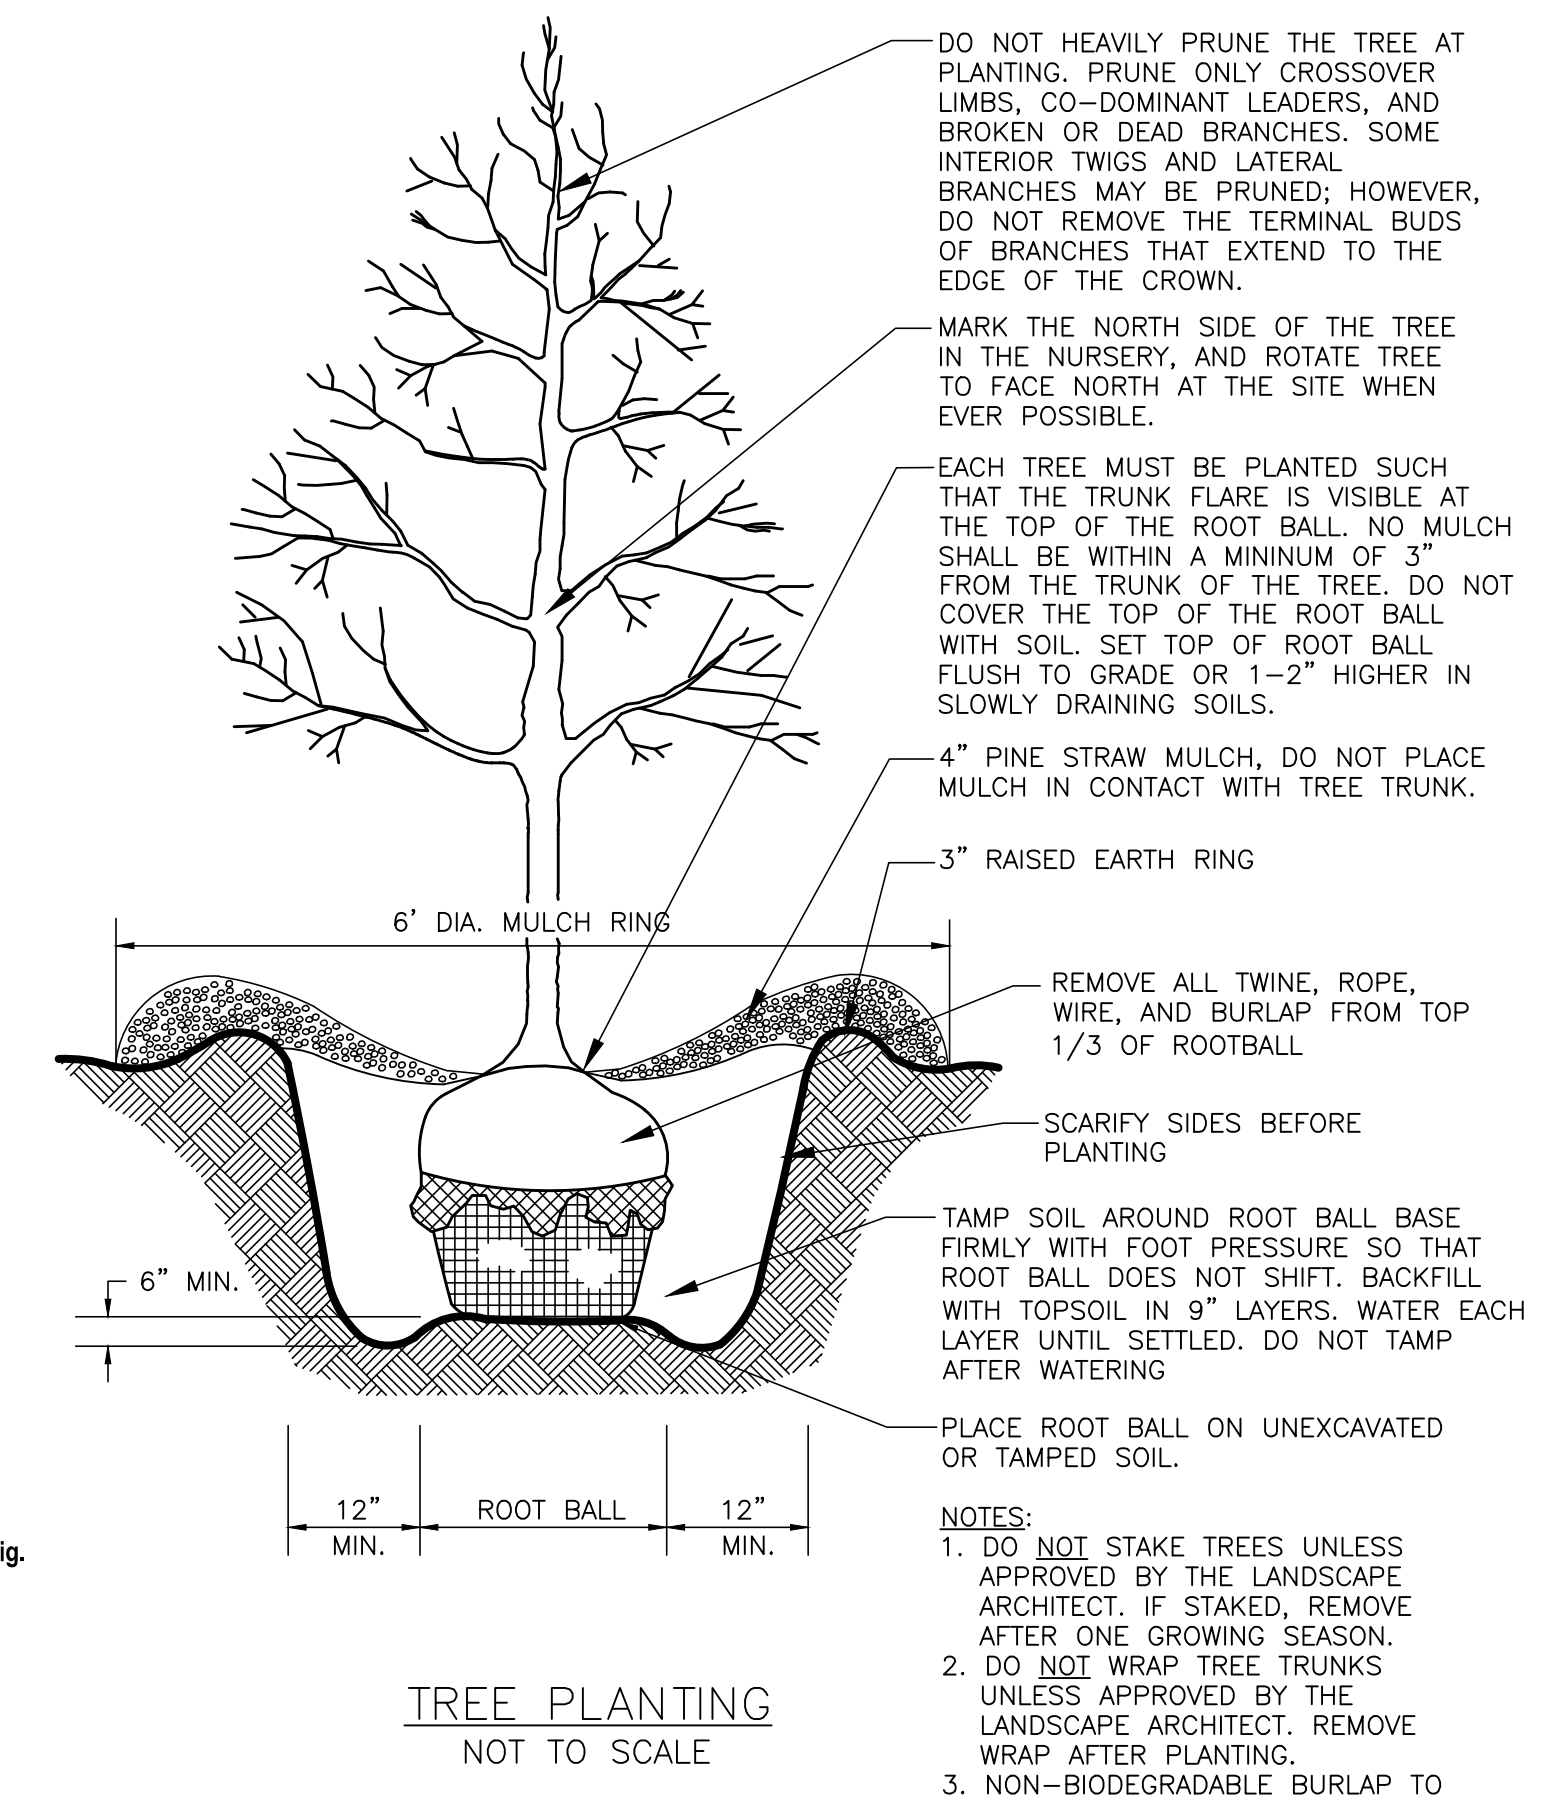 DO NOT HEAVILY PRUNE THE TREE AT
PLANTING. PRUNE ONLY CROSSOVER
LIMBS, CO-DOMINANT LEADERS, AND
BROKEN OR DEAD BRANCHES. SOME
INTERIOR TWIGS AND LATERAL
BRANCHES MAY BE PRUNED; HOWEVER,
DO NOT REMOVE THE TERMINAL BUDS
OF BRANCHES THAT EXTEND TO THE
EDGE OF THE CROWN.
MARK THE NORTH SIDE OF THE TREE
IN THE NURSERY, AND ROTATE TREE
TO FACE NORTH AT THE SITE WHEN
EVER POSSIBLE.
EACH TREE MUST BE PLANTED SUCH
THAT THE TRUNK FLARE IS VISIBLE AT
THE TOP OF THE ROOT BALL. NO MULCH
SHALL BE WITHIN A MININUM OF 3"
FROM THE TRUNK OF THE TREE. DO NOT
COVER THE TOP OF THE ROOT BALL
WITH SOIL. SET TOP OF ROOT BALL
FLUSH TO GRADE OR 1-2" HIGHER IN
SLOWLY DRAINING SOILS.
4" PINE STRAW MULCH, DO NOT PLACE
MULCH IN CONTACT WITH TREE TRUNK.
3" RAISED EARTH RING
6' DIA. MULCH RING
REMOVE ALL TWINE, ROPE,
WIRE, AND BURLAP FROM TOP
1/3 OF ROOTBALL
SCARIFY SIDES BEFORE
PLANTING
TAMP SOIL AROUND ROOT BALL BASE
FIRMLY WITH FOOT PRESSURE SO THAT
ROOT BALL DOES NOT SHIFT. BACKFILL
WITH TOPSOIL IN 9" LAYERS. WATER EACH
LAYER UNTIL SETTLED. DO NOT TAMP
AFTER WATERING
6" MIN.
PLACE ROOT BALL ON UNEXCAVATED
OR TAMPED SOIL.
12"
MIN.
ROOT BALL
12"
MIN.
ig.
NOTES:
1. DO NOT STAKE TREES UNLESS
APPROVED BY THE LANDSCAPE
ARCHITECT. IF STAKED, REMOVE
AFTER ONE GROWING SEASON.
2. DO NOT WRAP TREE TRUNKS
UNLESS APPROVED BY THE
LANDSCAPE ARCHITECT. REMOVE
WRAP AFTER PLANTING.
3. NON-BIODEGRADABLE BURLAP TO
TREE PLANTING
NOT TO SCALE